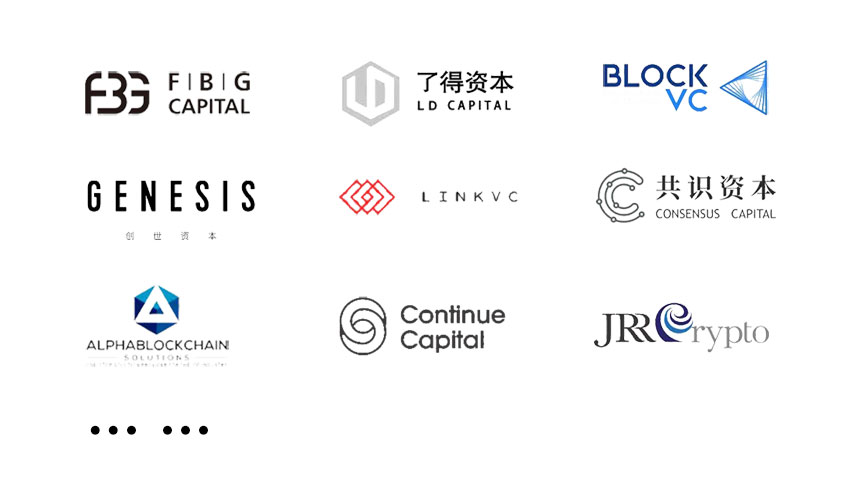 FBG
F|B|G
CAPITAL
了得资本
LD CAPITAL
BLOCK
VC
GENESIS
创世资本
LINKVC
共识资本
CONSENSUS CAPITAL
ALPHABLOCKCHAIN
SOLUTIONS
Continue
Capital
JRR Crypto
••• •••